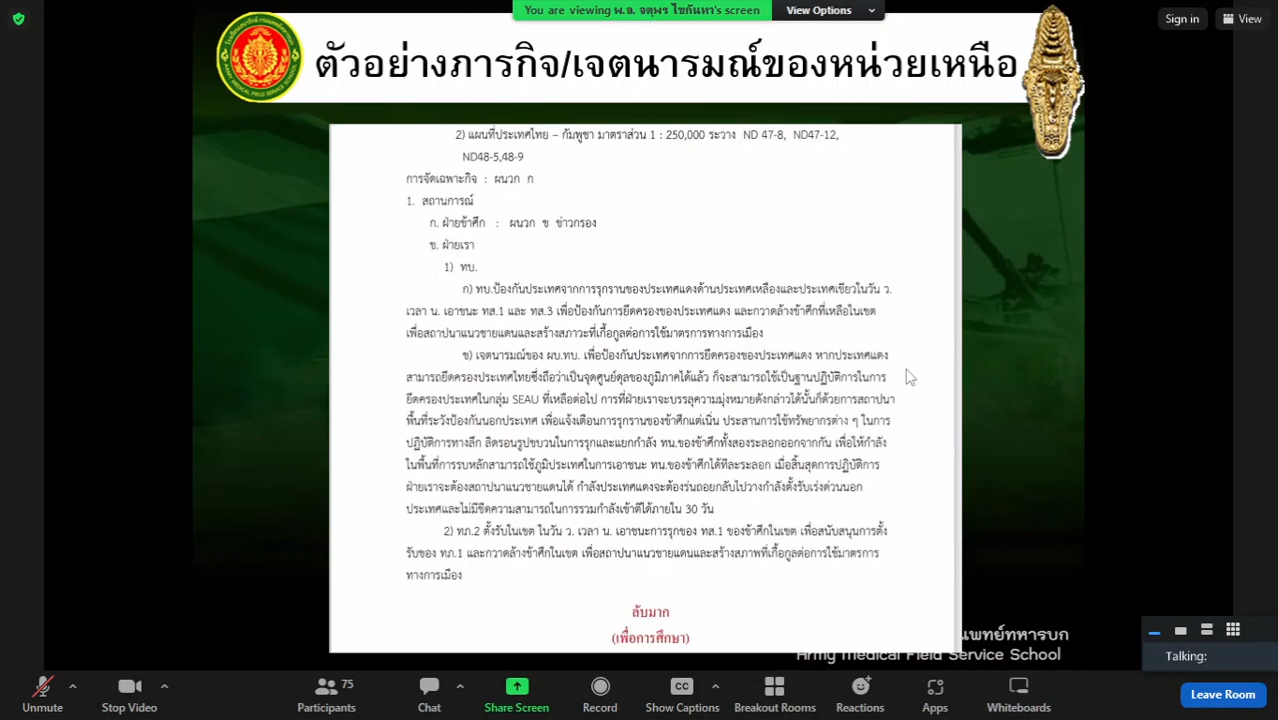 You are viewing พ.อ. จตุพร ไขกันหา's screen
View Options
Sign in
View
ตัวอย่างภารกิจ/เจตนารมณ์ของหน่วยเหนือ
2) แผนที่ประเทศไทย – กัมพูชา มาตราส่วน 1 : 250,000 ระวาง ND 47-8, ND47-12,
ND48-5,48-9
การจัดเฉพาะกิจ : ผนวก ก
1. สถานการณ์
ก. ฝ่ายข้าศึก : ผนวก ข ข่าวกรอง
ข. ฝ่ายเรา
1) ทบ.
ก) ทบ.ป้องกันประเทศจากการรุกรานของประเทศแดงด้านประเทศเหลืองและประเทศเขียวในวัน ว.
เวลา น. เอาชนะ ทส.1 และ ทส.3 เพื่อป้องกันการยึดครองของประเทศแดง และกวาดล้างข้าศึกที่เหลือในเขต
เพื่อสถาปนาแนวชายแดนและสร้างสภาวะที่เกื้อกูลต่อการใช้มาตรการทางการเมือง
ข) เจตนารมณ์ของ ผบ.ทบ. เพื่อป้องกันประเทศจากการยึดครองของประเทศแดง หากประเทศแดง
สามารถยึดครองประเทศไทยซึ่งถือว่าเป็นจุดศูนย์ดุลของภูมิภาคได้แล้ว ก็จะสามารถใช้เป็นฐานปฏิบัติการในการ
ยึดครองประเทศในกลุ่ม SEAU ที่เหลือต่อไป การที่ฝ่ายเราจะบรรลุความมุ่งหมายดังกล่าวได้นั้นก็ด้วยการสถาปนา
พื้นที่ระวังป้องกันนอกประเทศ เพื่อแจ้งเตือนการรุกรานของข้าศึกแต่เนิ่น ประสานการใช้ทรัพยากรต่าง ๆ ในการ
ปฏิบัติการทางลึก ลิดรอนรูปขบวนในการรุกและแยกกำลัง ทน.ของข้าศึกทั้งสองระลอกออกจากกัน เพื่อให้กำลัง
ในพื้นที่การรบหลักสามารถใช้ภูมิประเทศในการเอาชนะ ทน.ของข้าศึกได้ทีละระลอก เมื่อสิ้นสุดการปฏิบัติการ
ฝ่ายเราจะต้องสถาปนาแนวชายแดนได้ กำลังประเทศแดงจะต้องร่นถอยกลับไปวางกำลังตั้งรับเร่งด่วนนอก
ประเทศและไม่มีขีดความสามารถในการรวมกำลังเข้าตีได้ภายใน 30 วัน
2) ทภ.2 ตั้งรับในเขต ในวัน ว. เวลา น. เอาชนะการรุกของ ทส.1 ของข้าศึกในเขต เพื่อสนับสนุนการตั้ง
รับของ ทภ.1 และกวาดล้างข้าศึกในเขต เพื่อสถาปนาแนวชายแดนและสร้างสภาพที่เกื้อกูลต่อการใช้มาตรการ
ทางการเมือง
ลับมาก
(เพื่อการศึกษา)
แพทย์ทหารบก
Army Medical Field Service School
Talking:
Unmute
Stop Video
75
Participants
Chat
Share Screen
Record
CC
Show Captions
Breakout Rooms
Reactions
Apps
Whiteboards
Leave Room